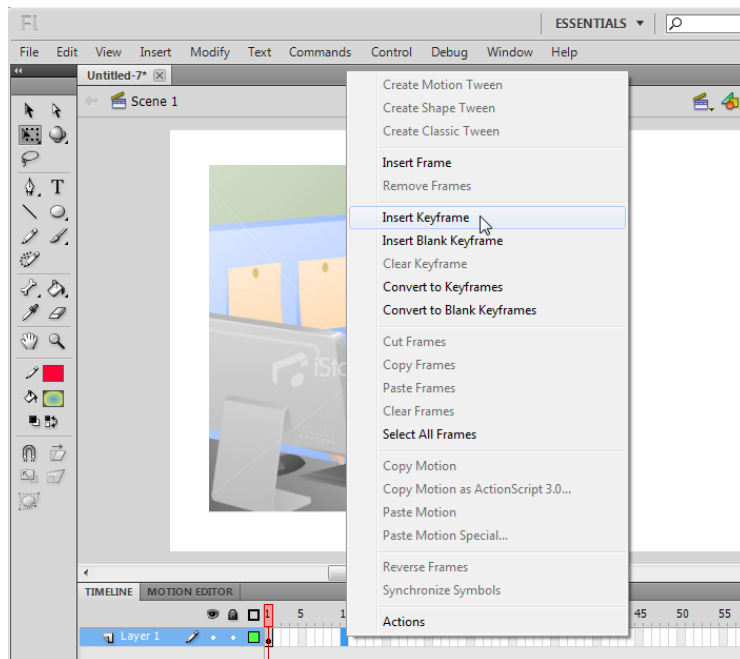 Fl
ESSENTIALS
File Edit View Insert Modify Text Commands Control Debug Window Help
Untitled-7*
Scene 1
T
Create Motion Tween
Create Shape Tween
Create Classic Tween
Insert Frame
Remove Frames
Insert Keyframe
Insert Blank Keyframe
Clear Keyframe
Convert to Keyframes
Convert to Blank Keyframes
Cut Frames
Copy Frames
Paste Frames
Clear Frames
Select All Frames
Copy Motion
Copy Motion as ActionScript 3.0...
Paste Motion
Paste Motion Special...
Reverse Frames
Synchronize Symbols
Actions
TIMELINE MOTION EDITOR
1 5 45 50 55
Layer 1